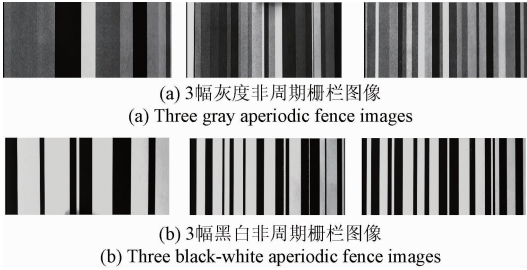 (a) 3幅灰度非周期栅栏图像
(a) Three gray aperiodic fence images
(b) 3幅黑白非周期栅栏图像
(b) Three black-white aperiodic fence images